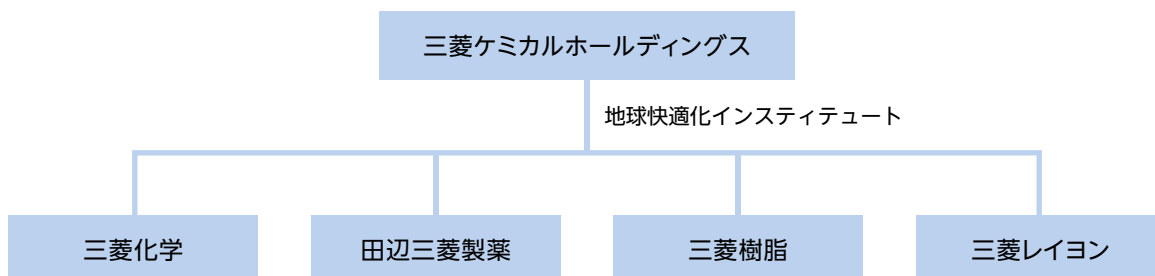 三菱ケミカルホールディングス
地球快適化インスティテュート
三菱化学
田辺三菱製薬
三菱樹脂
三菱レイヨン